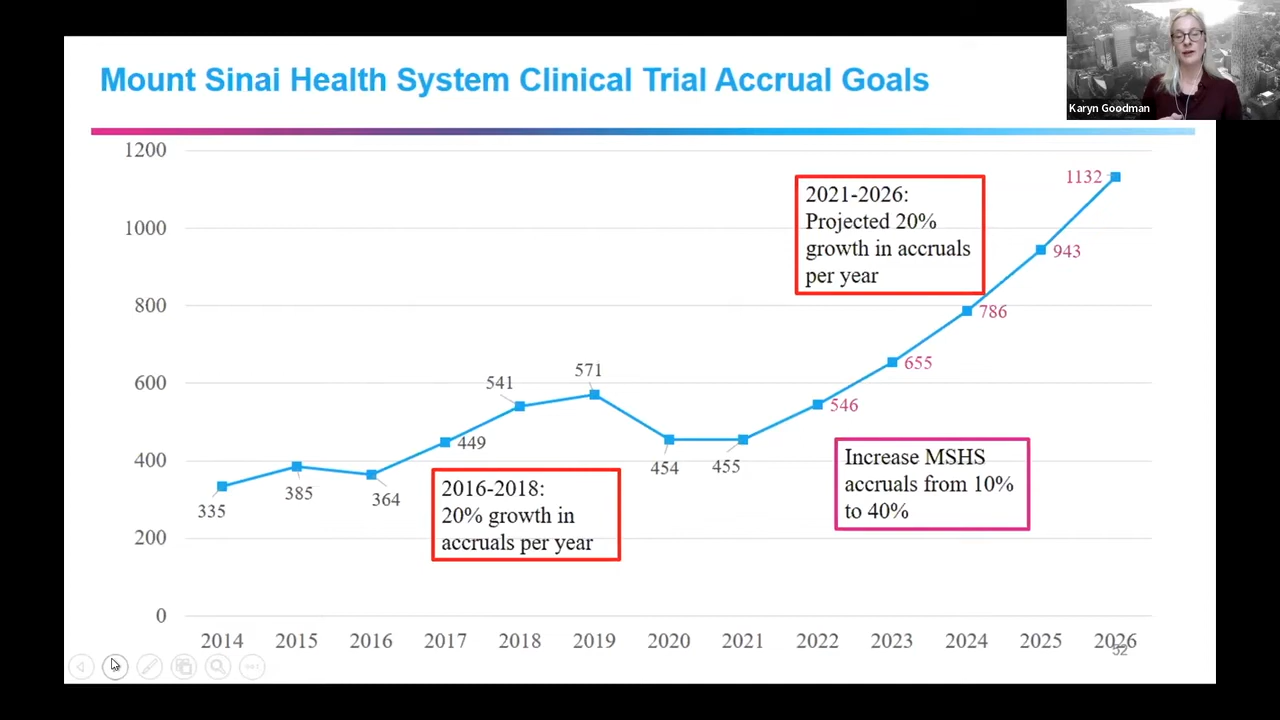 Mount Sinai Health System Clinical Trial Accrual Goals
Karyn Goodman
1200
1000
800
600
400
200
0
335
385
364
449
541
571
454
455
546
655
786
943
1132
2021-2026:
Projected 20%
growth in accruals
per year
2016-2018:
20% growth in
accruals per year
Increase MSHS
accruals from 10%
to 40%
2014 2015 2016 2017 2018 2019 2020 2021 2022 2023 2024 2025 2026
52